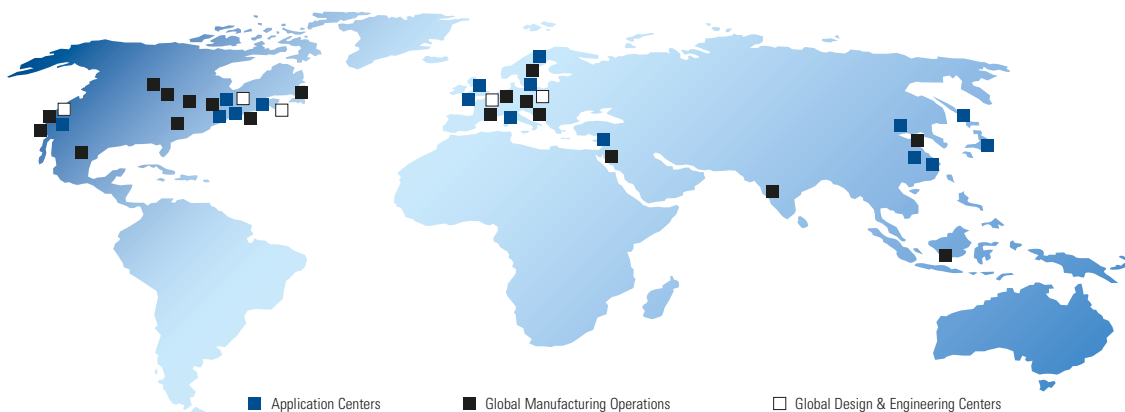 Application Centers
Global Manufacturing Operations
Global Design & Engineering Centers